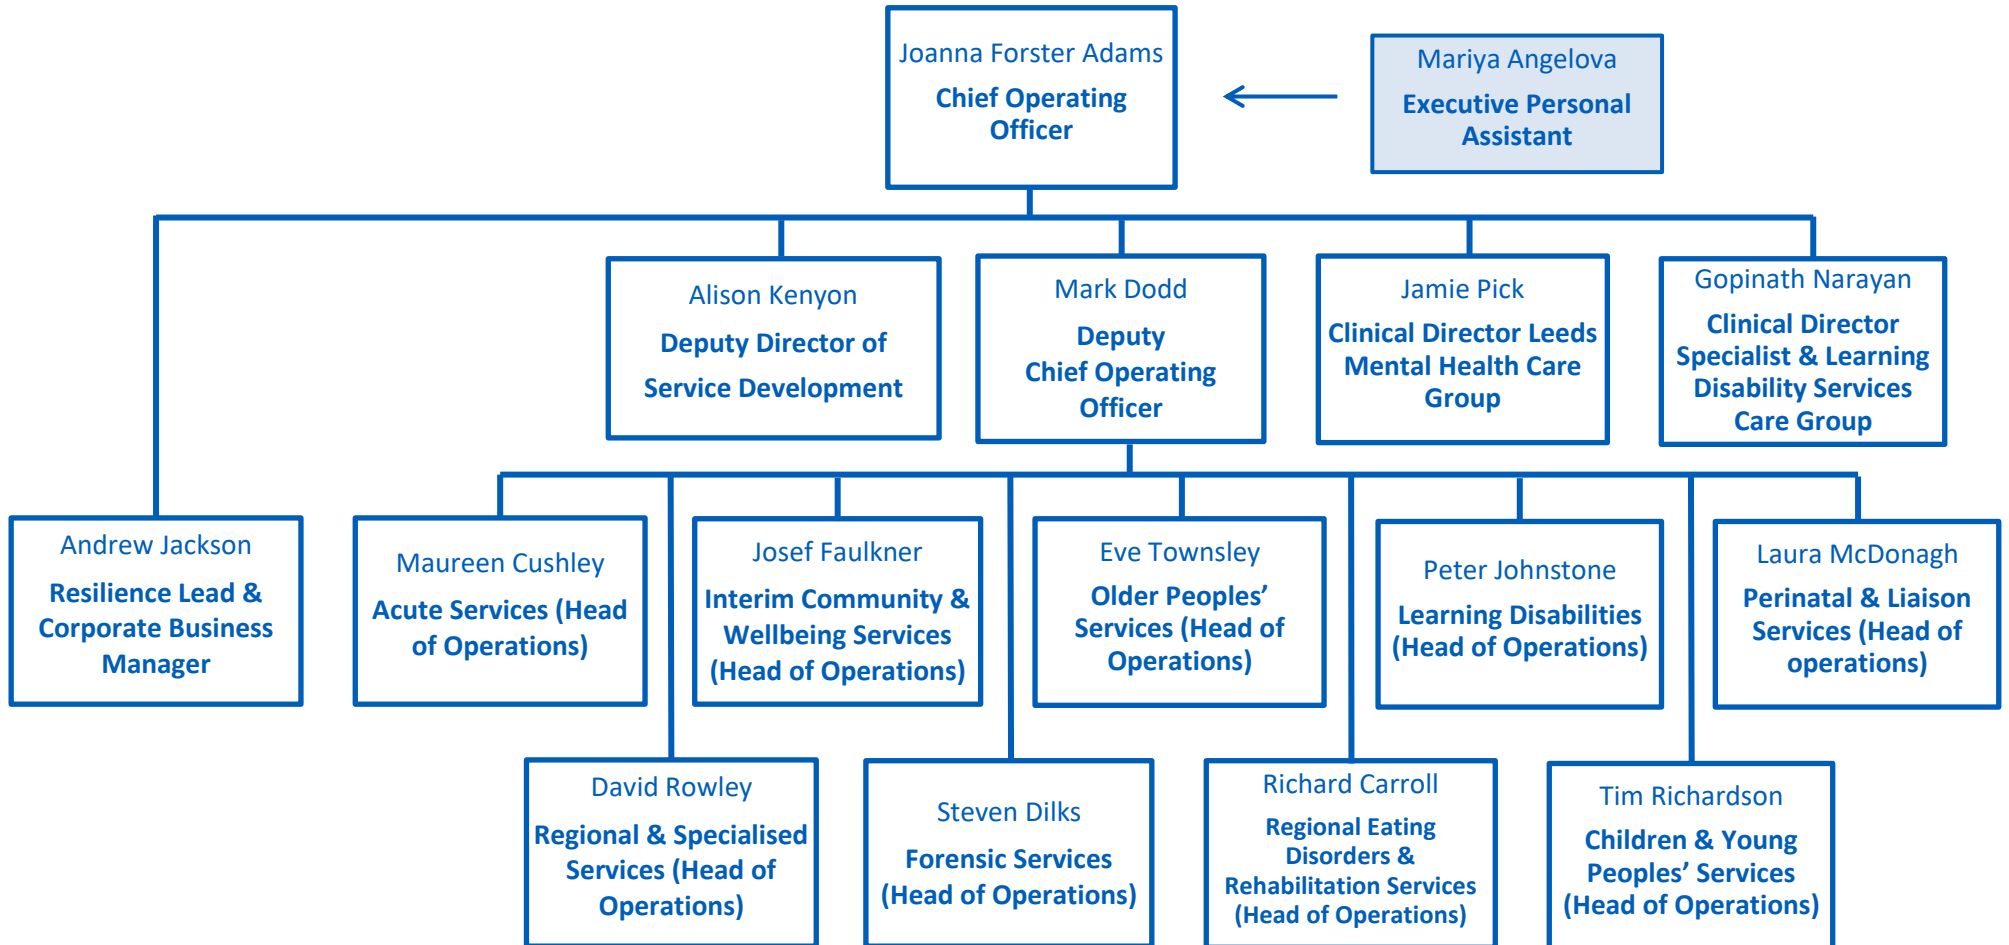 Joanna Forster Adams
Chief Operating
Officer
Mariya Angelova
Executive Personal
Assistant
Alison Kenyon
Deputy Director of
Service Development
Mark Dodd
Deputy
Chief Operating
Officer
Jamie Pick
Clinical Director Leeds
Mental Health Care
Group
Gopinath Narayan
Clinical Director
Specialist & Learning
Disability Services
Care Group
Andrew Jackson
Resilience Lead &
Corporate Business
Manager
Maureen Cushley
Acute Services (Head
of Operations)
Josef Faulkner
Interim Community &
Wellbeing Services
(Head of Operations)
Eve Townsley
Older Peoples’
Services (Head of
Operations)
Peter Johnstone
Learning Disabilities
(Head of Operations)
Laura McDonagh
Perinatal & Liaison
Services (Head of
operations)
David Rowley
Regional & Specialised
Services (Head of
Operations)
Steven Dilks
Forensic Services
(Head of Operations)
Richard Carroll
Regional Eating
Disorders &
Rehabilitation Services
(Head of Operations)
Tim Richardson
Children & Young
Peoples’ Services
(Head of Operations)